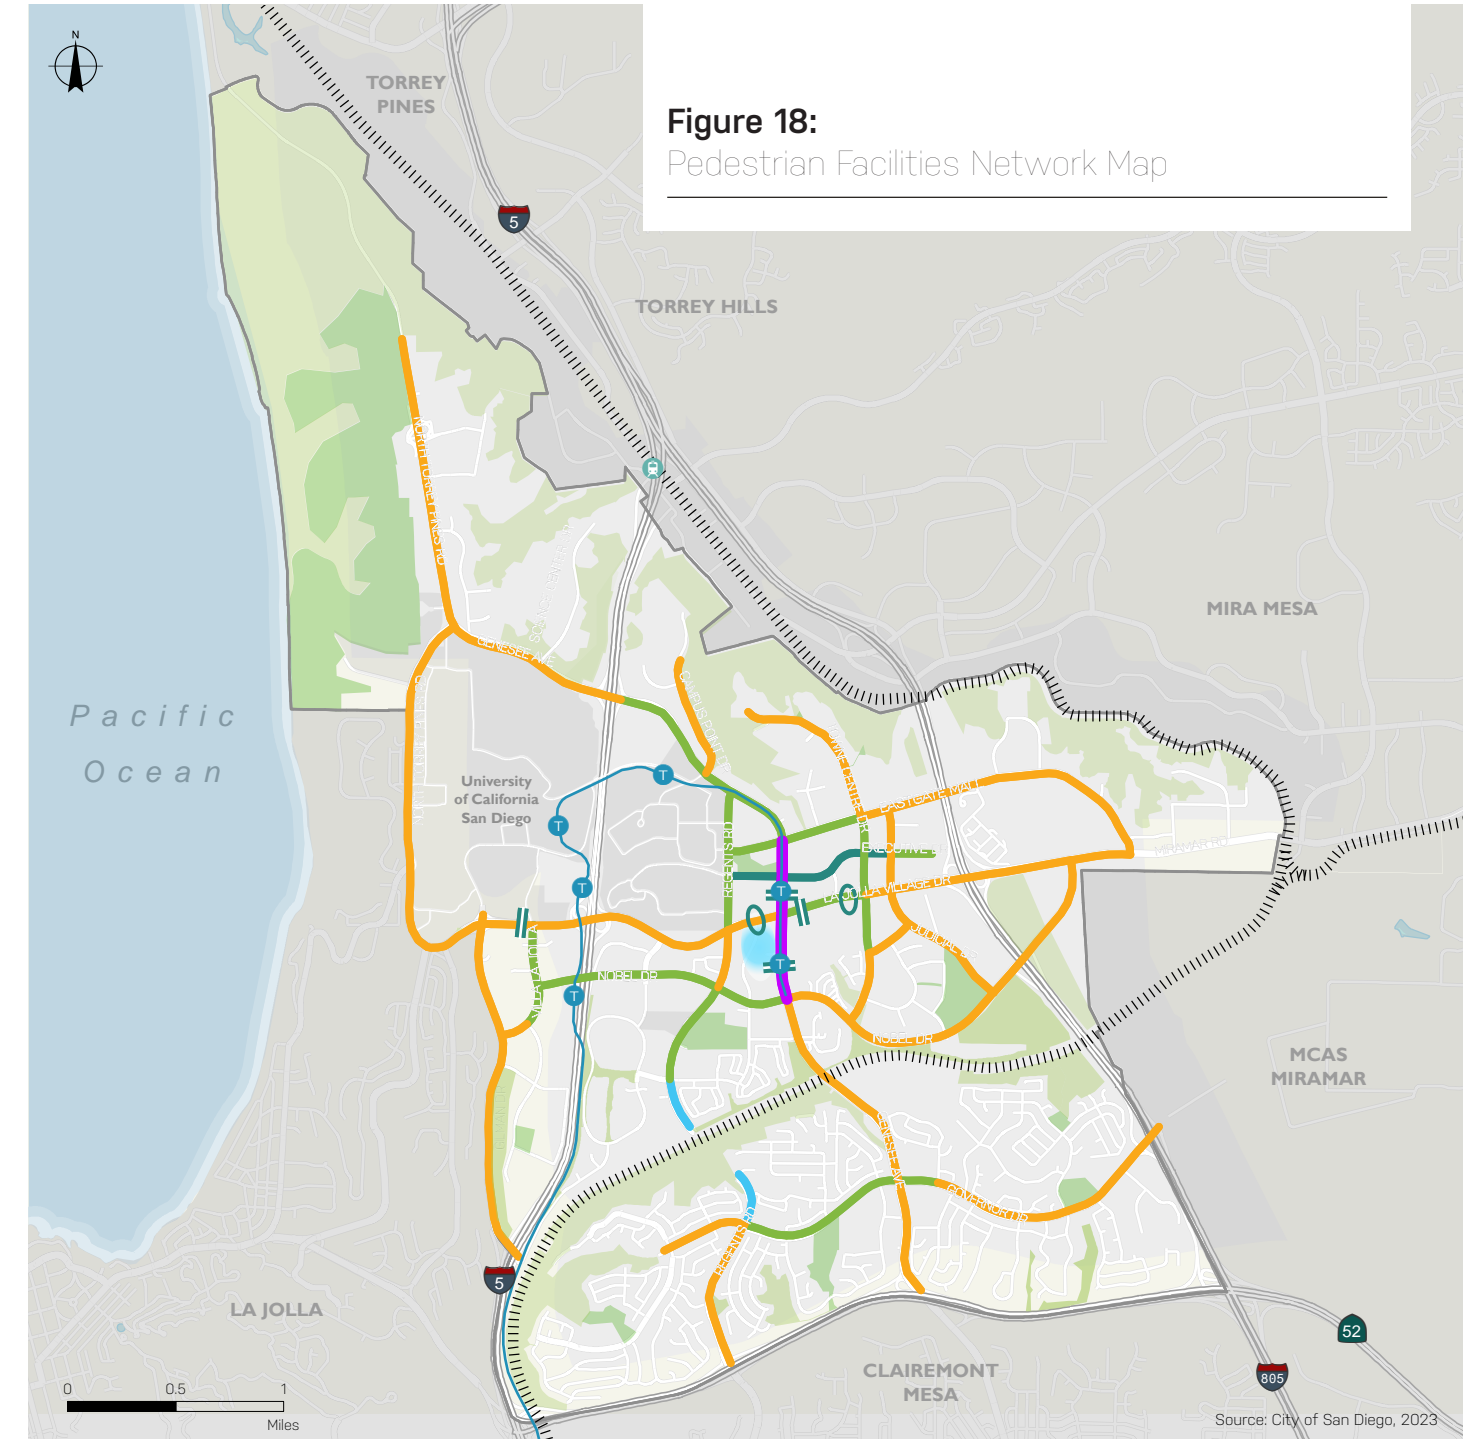 Figure 18:
Pedestrian Facilities Network Map
N
TORREY
PINES
5
TORREY HILLS
NORTH TORREY PINES RD
SCIENCE CENTER DR
MIRA MESA
GENESEE AVE
CAMPUS POINT DR
Pacific
Ocean
TOWNE CENTRE DR
University
of California
San Diego
T
T
T
T
T
T
EASTGATE MALL
REGENTS RD
EXECUTIVE DR
MIRAMAR RD
LA JOLLA VILLAGE DR
JUDICIAL DR
VILLA LA JOLLA
NOBEL DR
NOBEL DR
MCAS
MIRAMAR
GENESEE AVE
GOVERNOR DR
REGENTS RD
5
LA JOLLA
52
805
CLAIREMONT
MESA
0 0.5 1
Miles
Source: City of San Diego, 2023